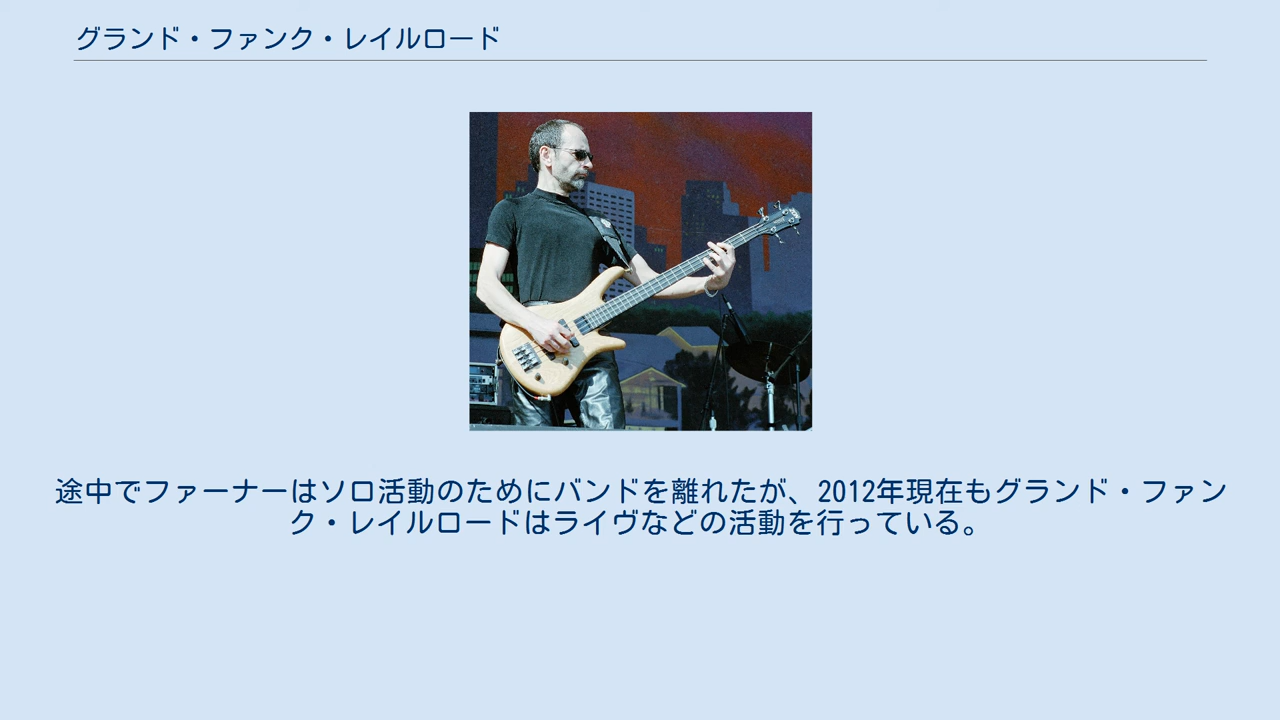 グランド・ファンク・レイルロード
途中でファーナーはソロ活動のためにバンドを離れたが、2012年現在もグランド・ファン
ク・レイルロードはライヴなどの活動を行っている。